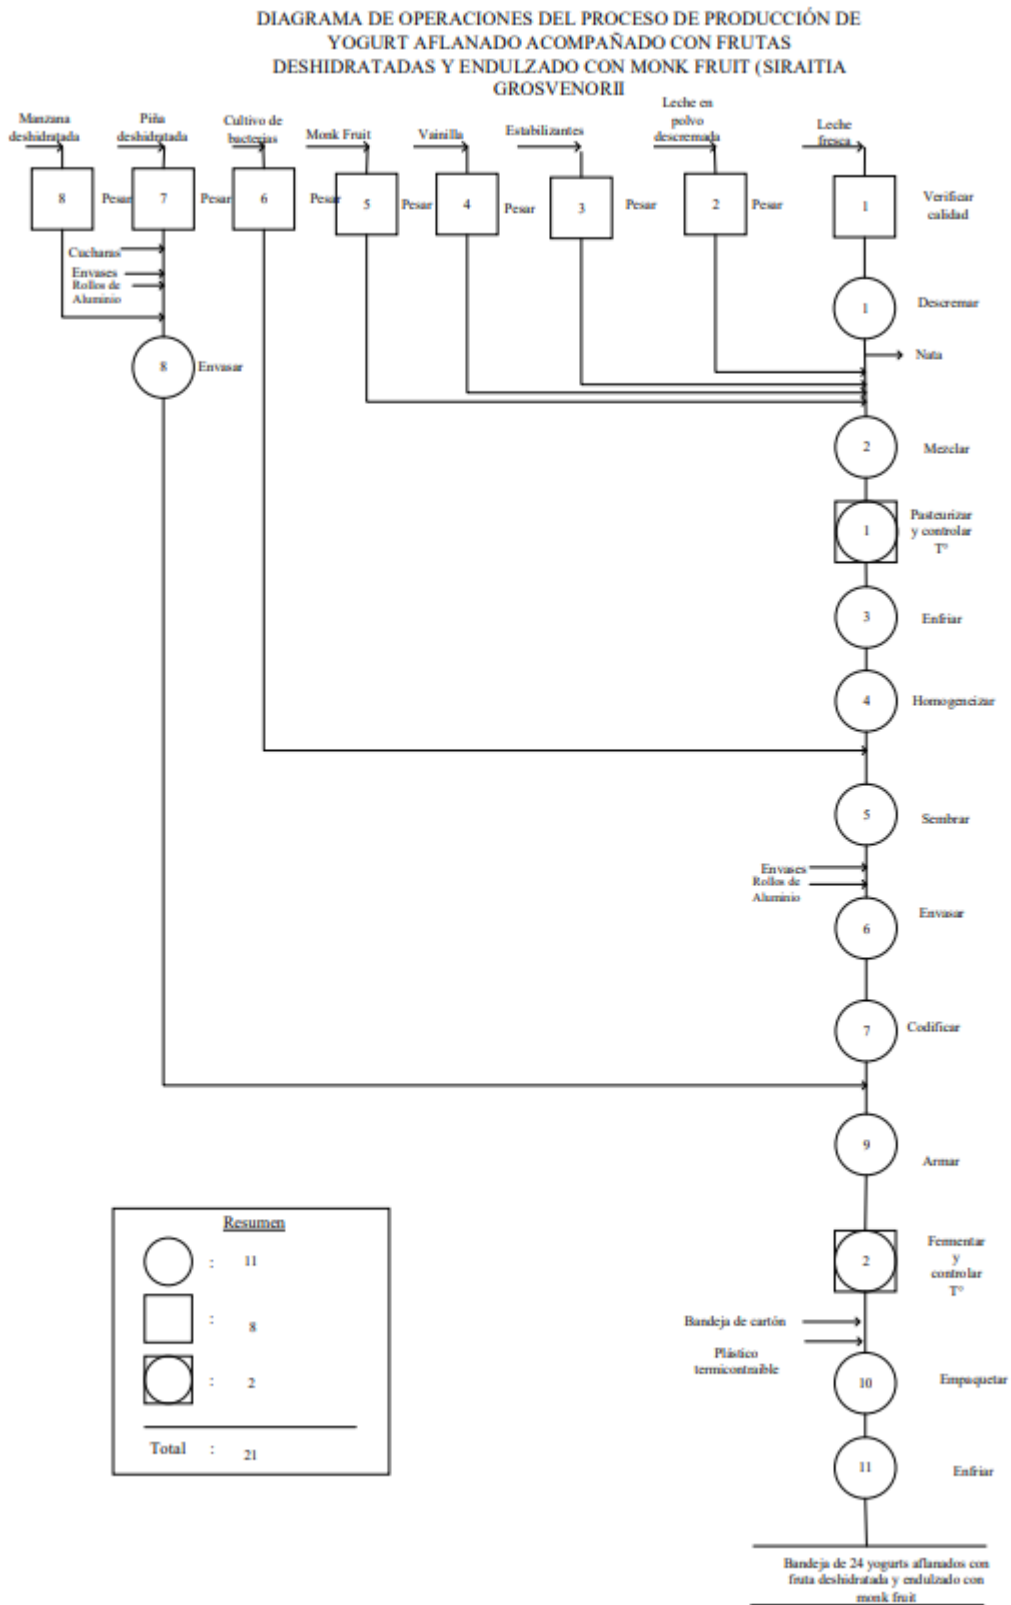 DIAGRAMA DE OPERACIONES DEL PROCESO DE PRODUCCIÓN DE
YOGURT AFLANADO ACOMPAÑADO CON FRUTAS
DESHIDRATADAS Y ENDULZADO CON MONK FRUIT (SIRAITIA
GROSVENORII
Manzana
deshidratada
Piña
deshidratada
Cultivo de
bacterias
Monk Fruit
Vainilla
Estabilizantes
Leche en
polvo
descremada
Leche
fresca
8
Pesar
7
Pesar
6
Pesar
5
Pesar
4
Pesar
3
Pesar
2
Pesar
1
Verificar
calidad
Cucharas
Envases
Rollos de
Aluminio
1
Descremar
Nata
8
Envasar
2
Mezclar
1
Pasteurizar
y controlar
T°
3
Enfriar
4
Homogeneizar
5
Sembrar
Envases
Rollos de
Aluminio
6
Envasar
7
Codificar
9
Armar
2
Fermentar
y
controlar
T°
Bandeja de cartón
Plástico
termicontraible
10
Empaquetar
11
Enfriar
Resumen
: 11
: 8
: 2
Total : 21
Bandeja de 24 yogurts aflanados con
fruta deshidratada y endulzado con
monk fruit